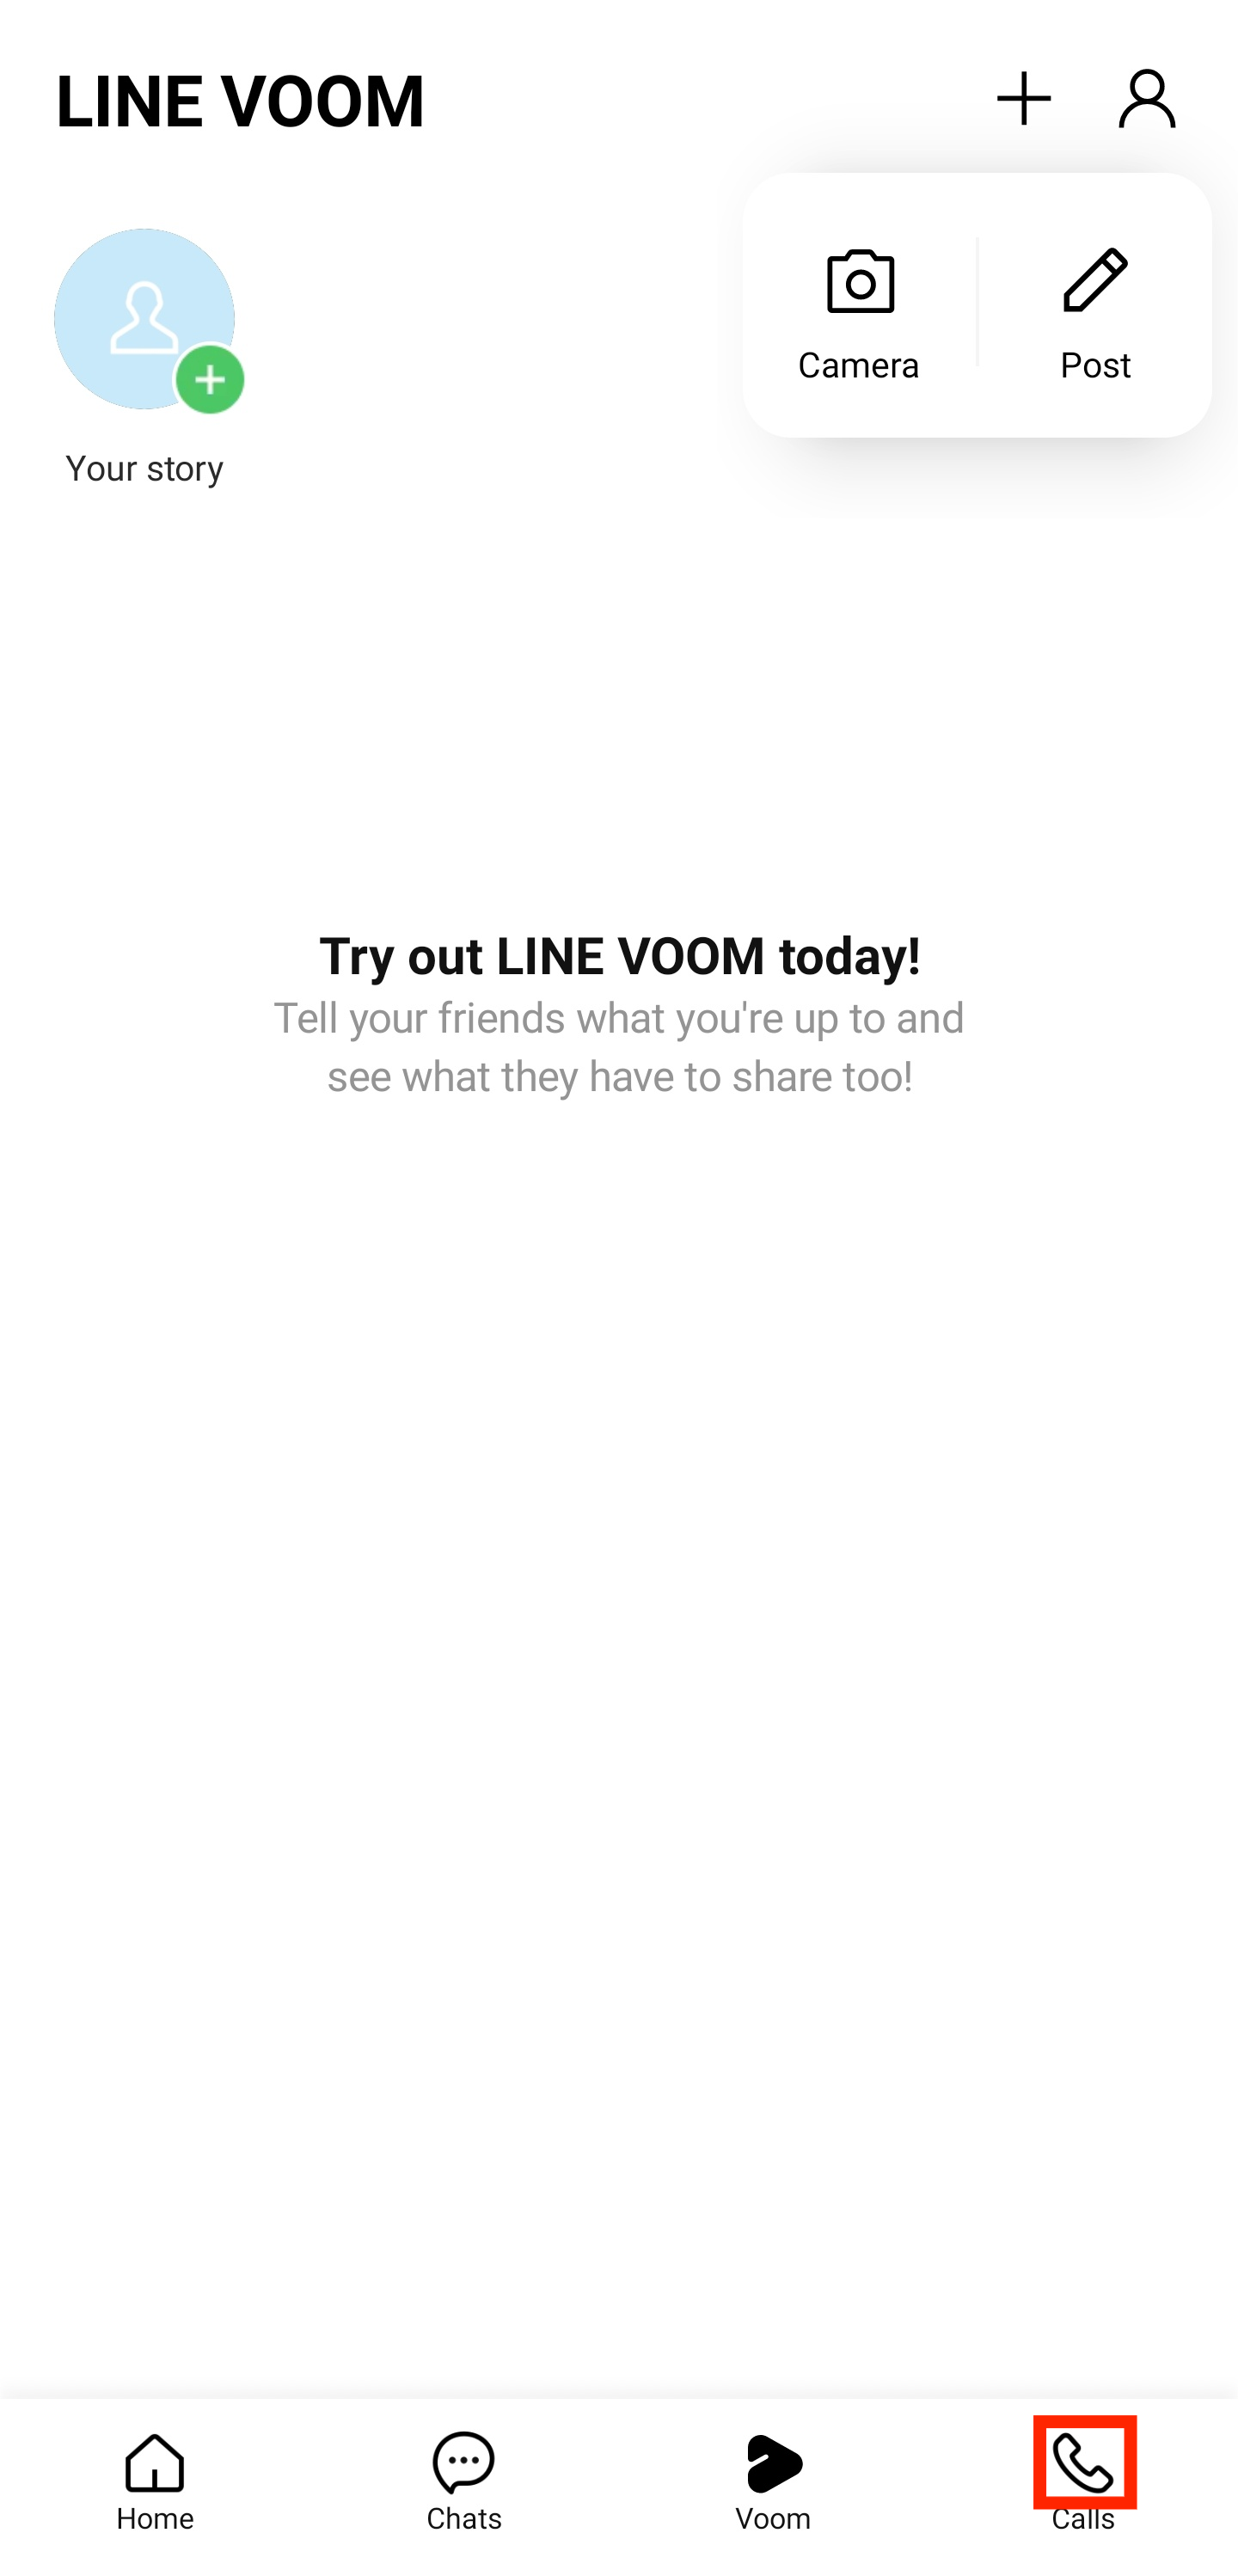 LINE VOOM
Camera
Post
Your story
Try out LINE VOOM today!
Tell your friends what you're up to and
see what they have to share too!
Home
Chats
Voom
Calls